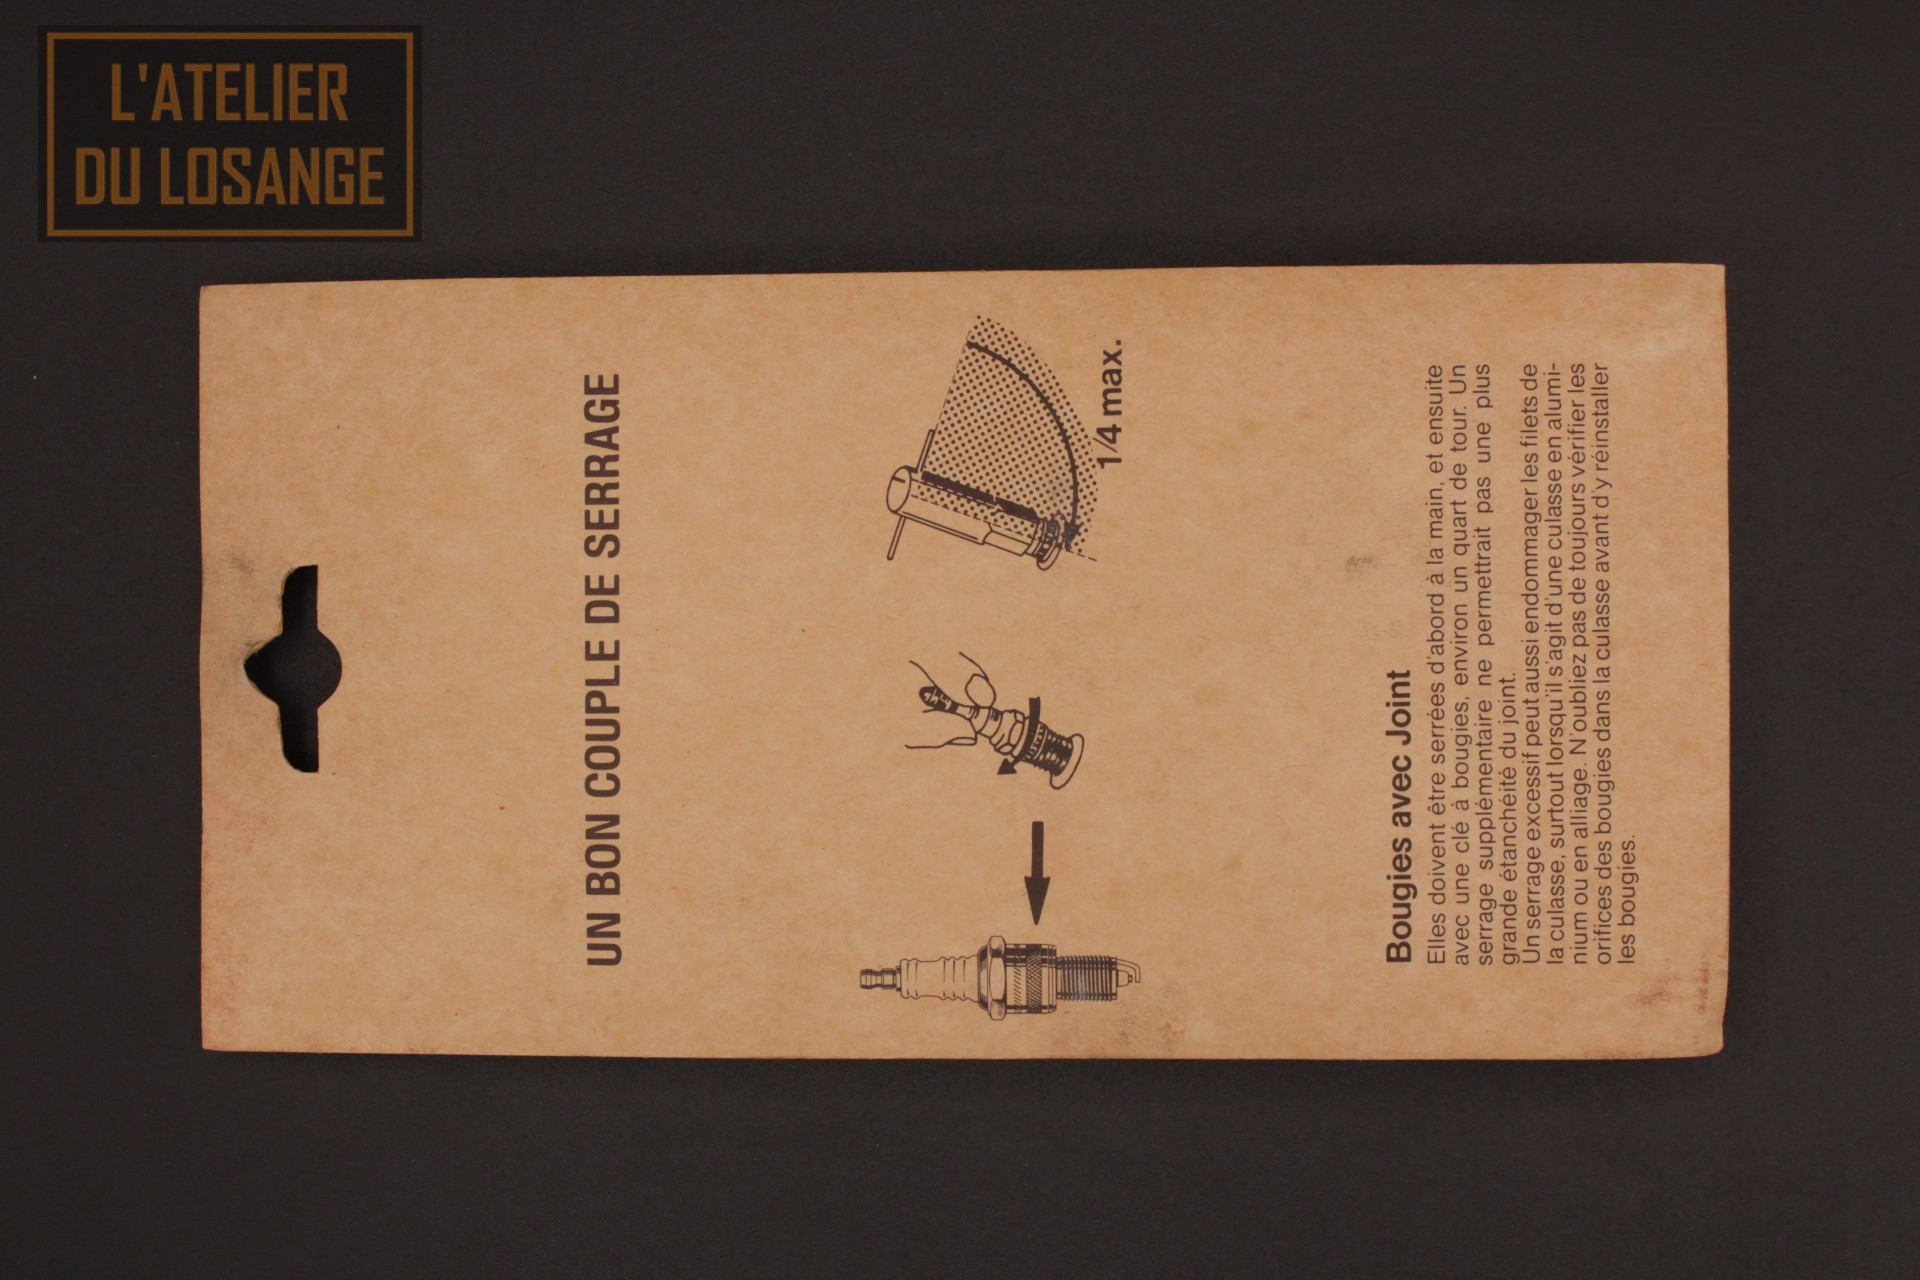 L'ATELIER
DU LOSANGE
UN BON COUPLE DE SERRAGE
1/4 max.
Bougies avec Joint
Elles doivent être serrées d'abord à la main, et ensuite
avec une clé à bougies, environ un quart de tour. Un
serrage supplémentaire ne permettrait pas une plus
grande étanchéité du joint.
Un serrage excessif peut aussi endommager les filets de
la culasse, surtout lorsqu'il s'agit d'une culasse en alumi-
nium ou en alliage. N'oubliez pas de toujours vérifier les
orifices des bougies dans la culasse avant d'y réinstaller
les bougies.